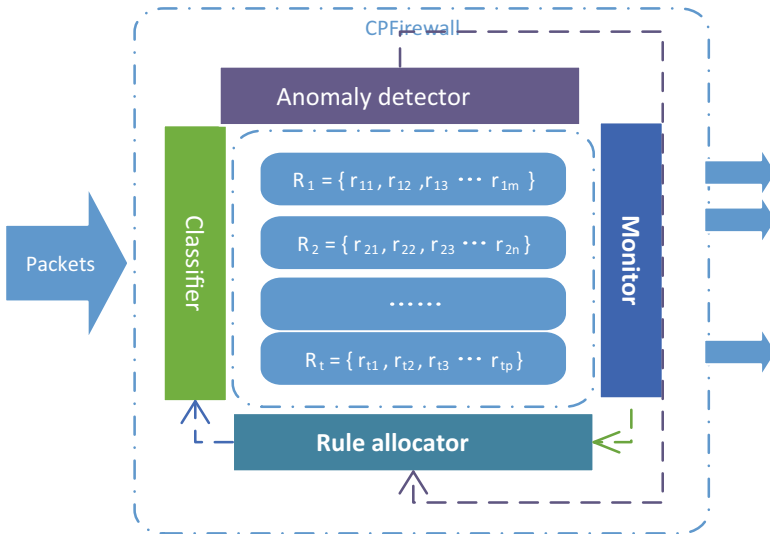 CPFirewall
Anomaly detector
Packets
Classifier
R₁ = { r₁₁ , r₁₂ ,r₁₃ ··· r₁ₘ }
R₂ = { r₂₁, r₂₂, r₂₃ ··· r₂ₙ}
······
Rₜ = { rₜ₁, rₜ₂, rₜ₃ ··· rₜₚ}
Monitor
Rule allocator